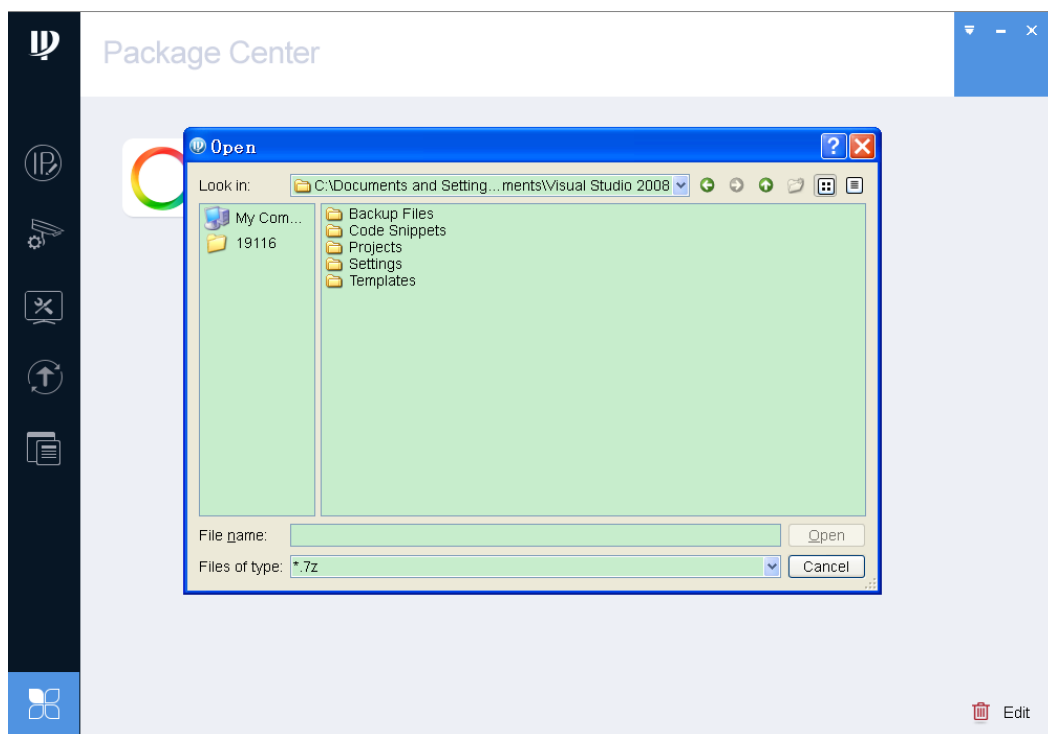 Package Center
Open
Look in:
C:\Documents and Setting...ments\Visual Studio 2008
My Com...
19116
Backup Files
Code Snippets
Projects
Settings
Templates
File name:
Open
Files of type:
*.7z
Cancel
Edit